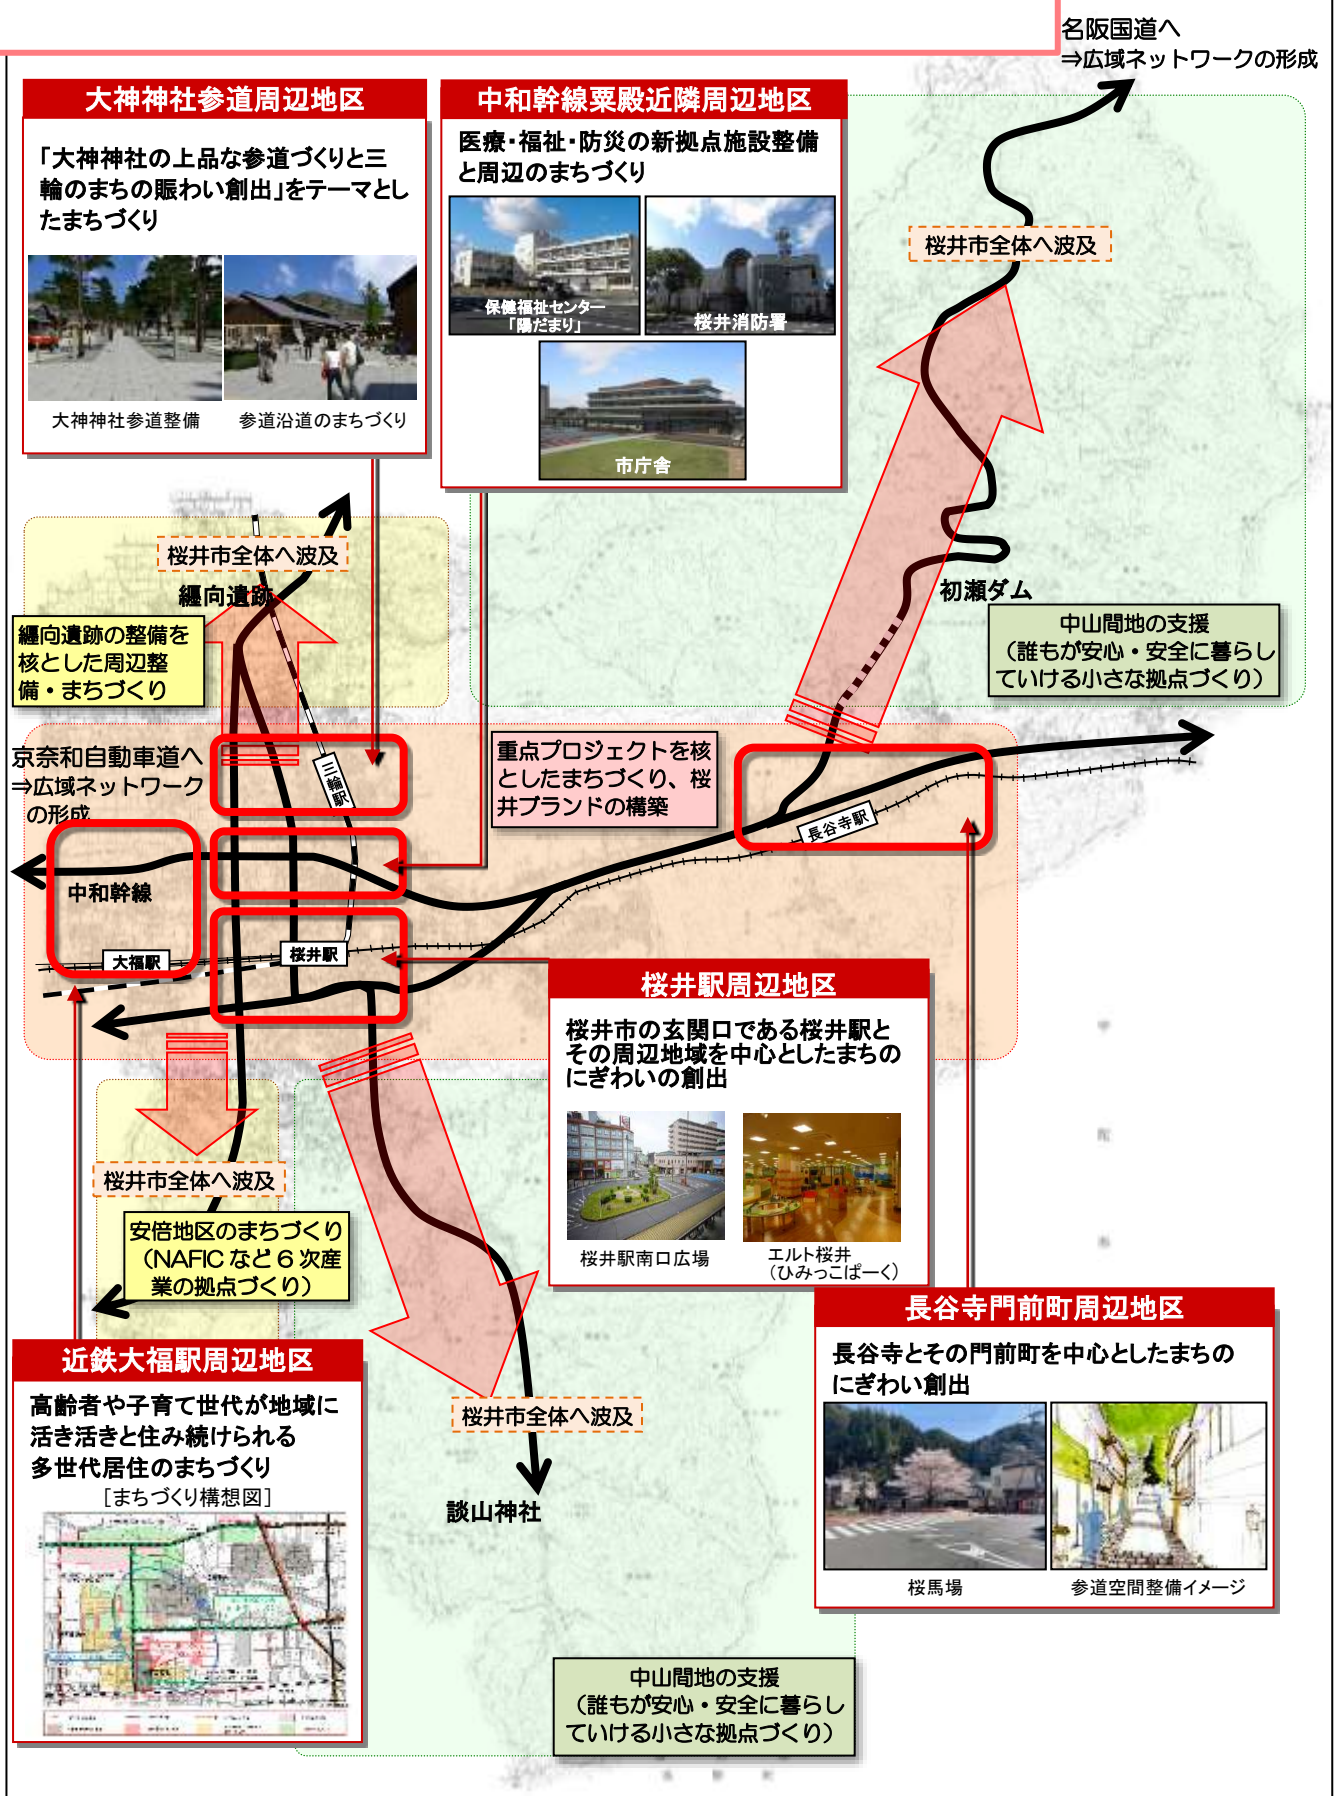 名阪国道へ
⇒広域ネットワークの形成
大神神社参道周辺地区
「大神神社の上品な参道づくりと三
輪のまちの賑わい創出」をテーマとし
たまちづくり
大神神社参道整備
参道沿道のまちづくり
中和幹線粟殿近隣周辺地区
医療・福祉・防災の新拠点施設整備
と周辺のまちづくり
保健福祉センター
「陽だまり」
桜井消防署
市庁舎
桜井市全体へ波及
桜井市全体へ波及
纒向遺跡
纒向遺跡の整備を
核とした周辺整
備・まちづくり
初瀬ダム
中山間地の支援
（誰もが安心・安全に暮らし
ていける小さな拠点づくり）
京奈和自動車道へ
⇒広域ネットワーク
の形成
三輪駅
重点プロジェクトを核
としたまちづくり、桜
井ブランドの構築
長谷寺駅
中和幹線
大福駅
桜井駅
桜井駅周辺地区
桜井市の玄関口である桜井駅と
その周辺地域を中心としたまちの
にぎわいの創出
桜井駅南口広場
エルト桜井
（ひみっこぱーく）
桜井市全体へ波及
安倍地区のまちづくり
（NAFIC など６次産
業の拠点づくり）
長谷寺門前町周辺地区
長谷寺とその門前町を中心としたまちの
にぎわい創出
桜馬場
参道空間整備イメージ
近鉄大福駅周辺地区
高齢者や子育て世代が地域に
活き活きと住み続けられる
多世代居住のまちづくり
［まちづくり構想図］
桜井市全体へ波及
談山神社
中山間地の支援
（誰もが安心・安全に暮らし
ていける小さな拠点づくり）